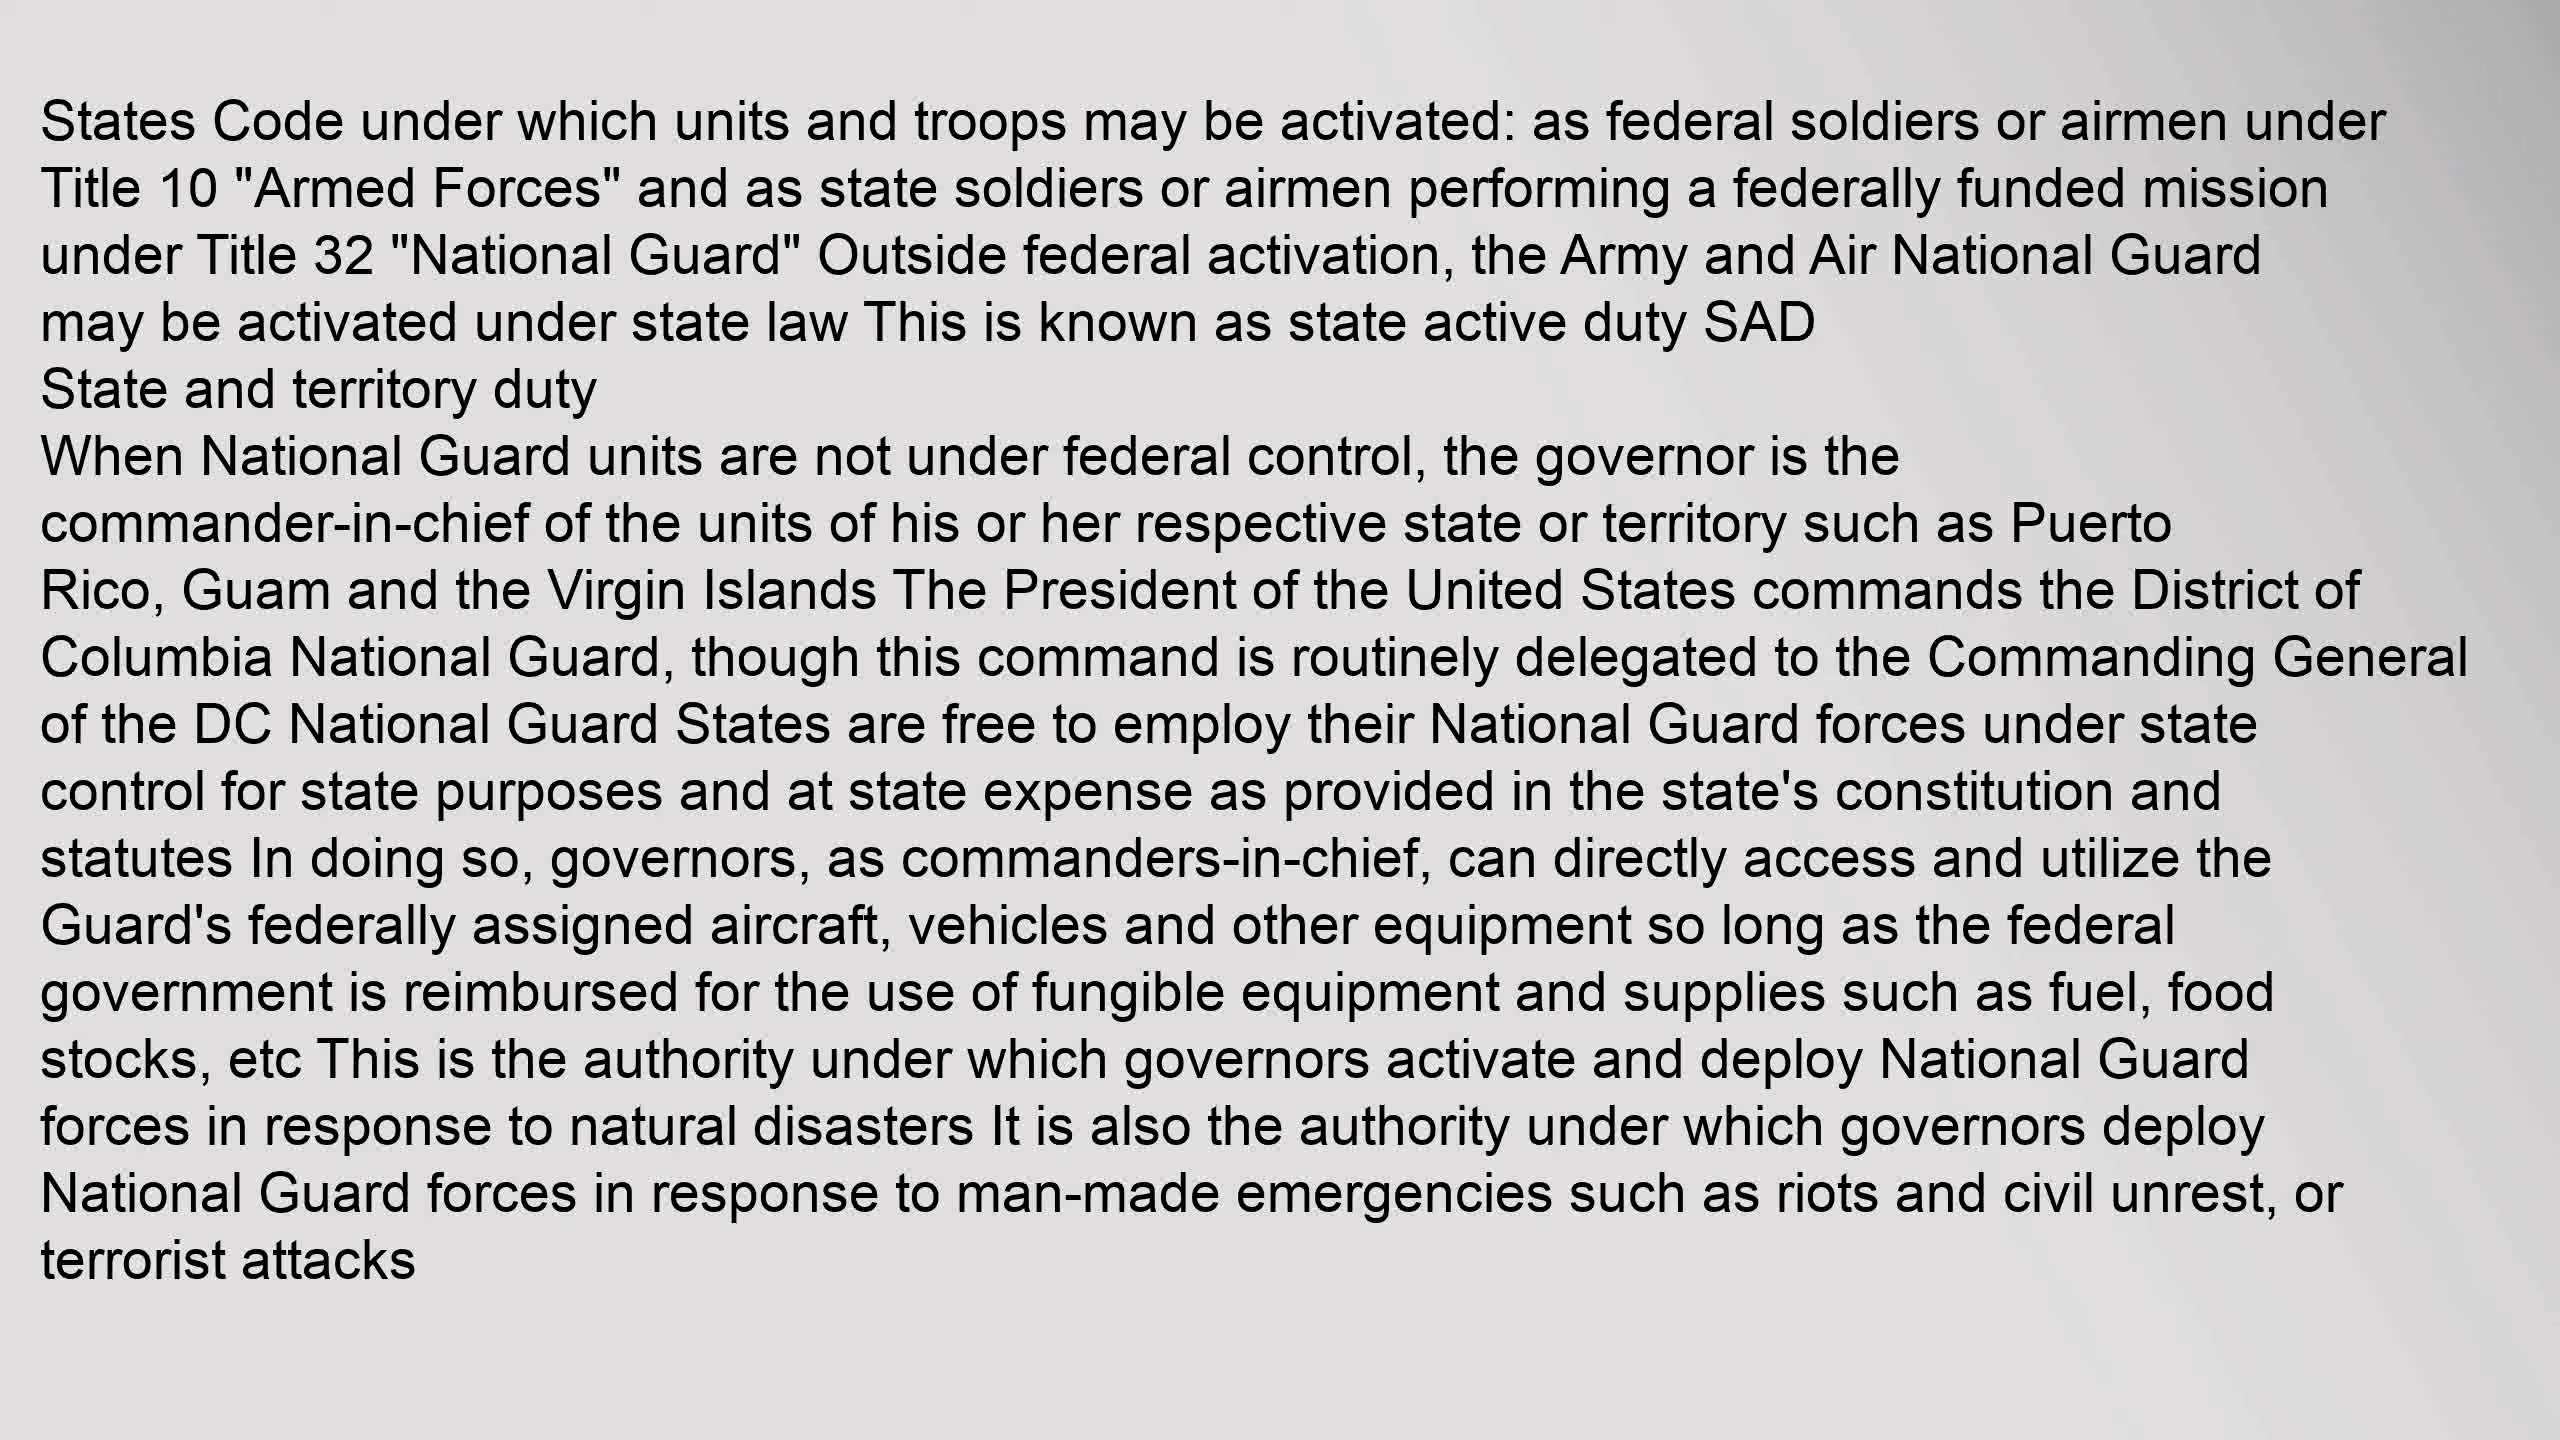 States Code under which units and troops may be activated: as federal soldiers or airmen under
Title 10 "Armed Forces" and as state soldiers or airmen performing a federally funded mission
under Title 32 "National Guard" Outside federal activation, the Army and Air National Guard
may be activated under state law This is known as state active duty SAD
State and territory duty
When National Guard units are not under federal control, the governor is the
commander-in-chief of the units of his or her respective state or territory such as Puerto
Rico, Guam and the Virgin Islands The President of the United States commands the District of
Columbia National Guard, though this command is routinely delegated to the Commanding General
of the DC National Guard States are free to employ their National Guard forces under state
control for state purposes and at state expense as provided in the state's constitution and
statutes In doing so, governors, as commanders-in-chief, can directly access and utilize the
Guard's federally assigned aircraft, vehicles and other equipment so long as the federal
government is reimbursed for the use of fungible equipment and supplies such as fuel, food
stocks, etc This is the authority under which governors activate and deploy National Guard
forces in response to natural disasters It is also the authority under which governors deploy
National Guard forces in response to man-made emergencies such as riots and civil unrest, or
terrorist attacks